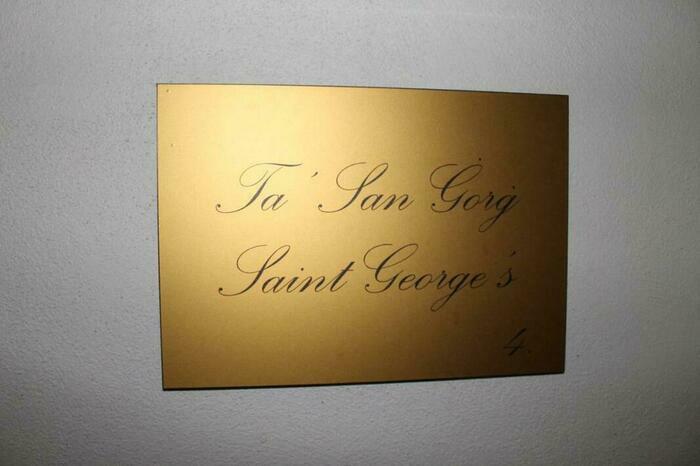 Ta' San Ġorġ
Saint George's
4.